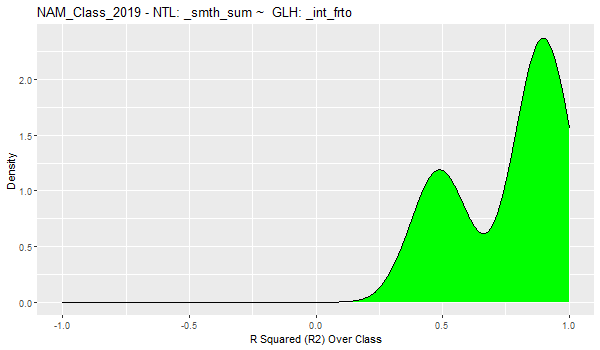 NAM_Class_2019 - NTL: _smth_sum ~  GLH: _int_frto
Density
2.0
1.5
1.0
0.5
0.0
-1.0 -0.5 0.0 0.5 1.0
R Squared (R2) Over Class